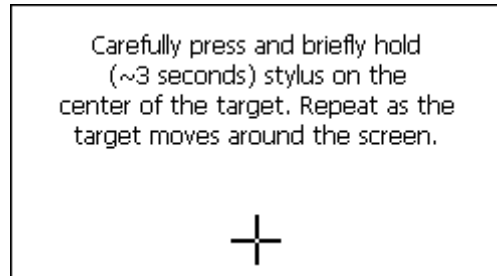 Carefully press and briefly hold
(~3 seconds) stylus on the
center of the target. Repeat as the
target moves around the screen.